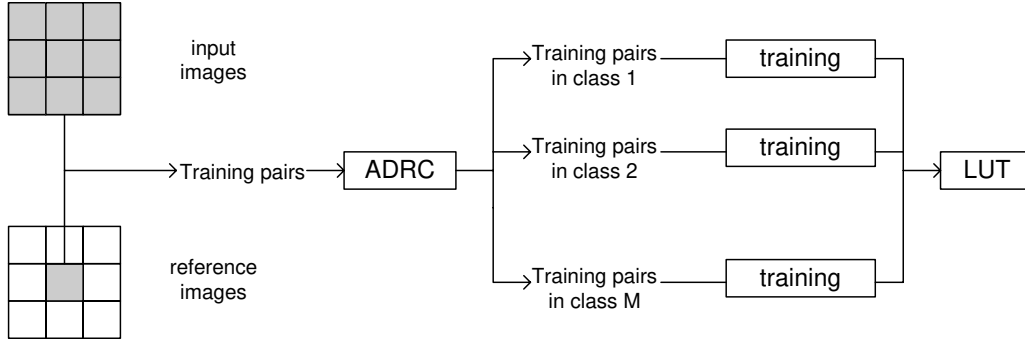 input
images
Training pairs
reference
images
ADRC
Training pairs
in class 1
Training pairs
in class 2
Training pairs
in class M
training
training
training
LUT